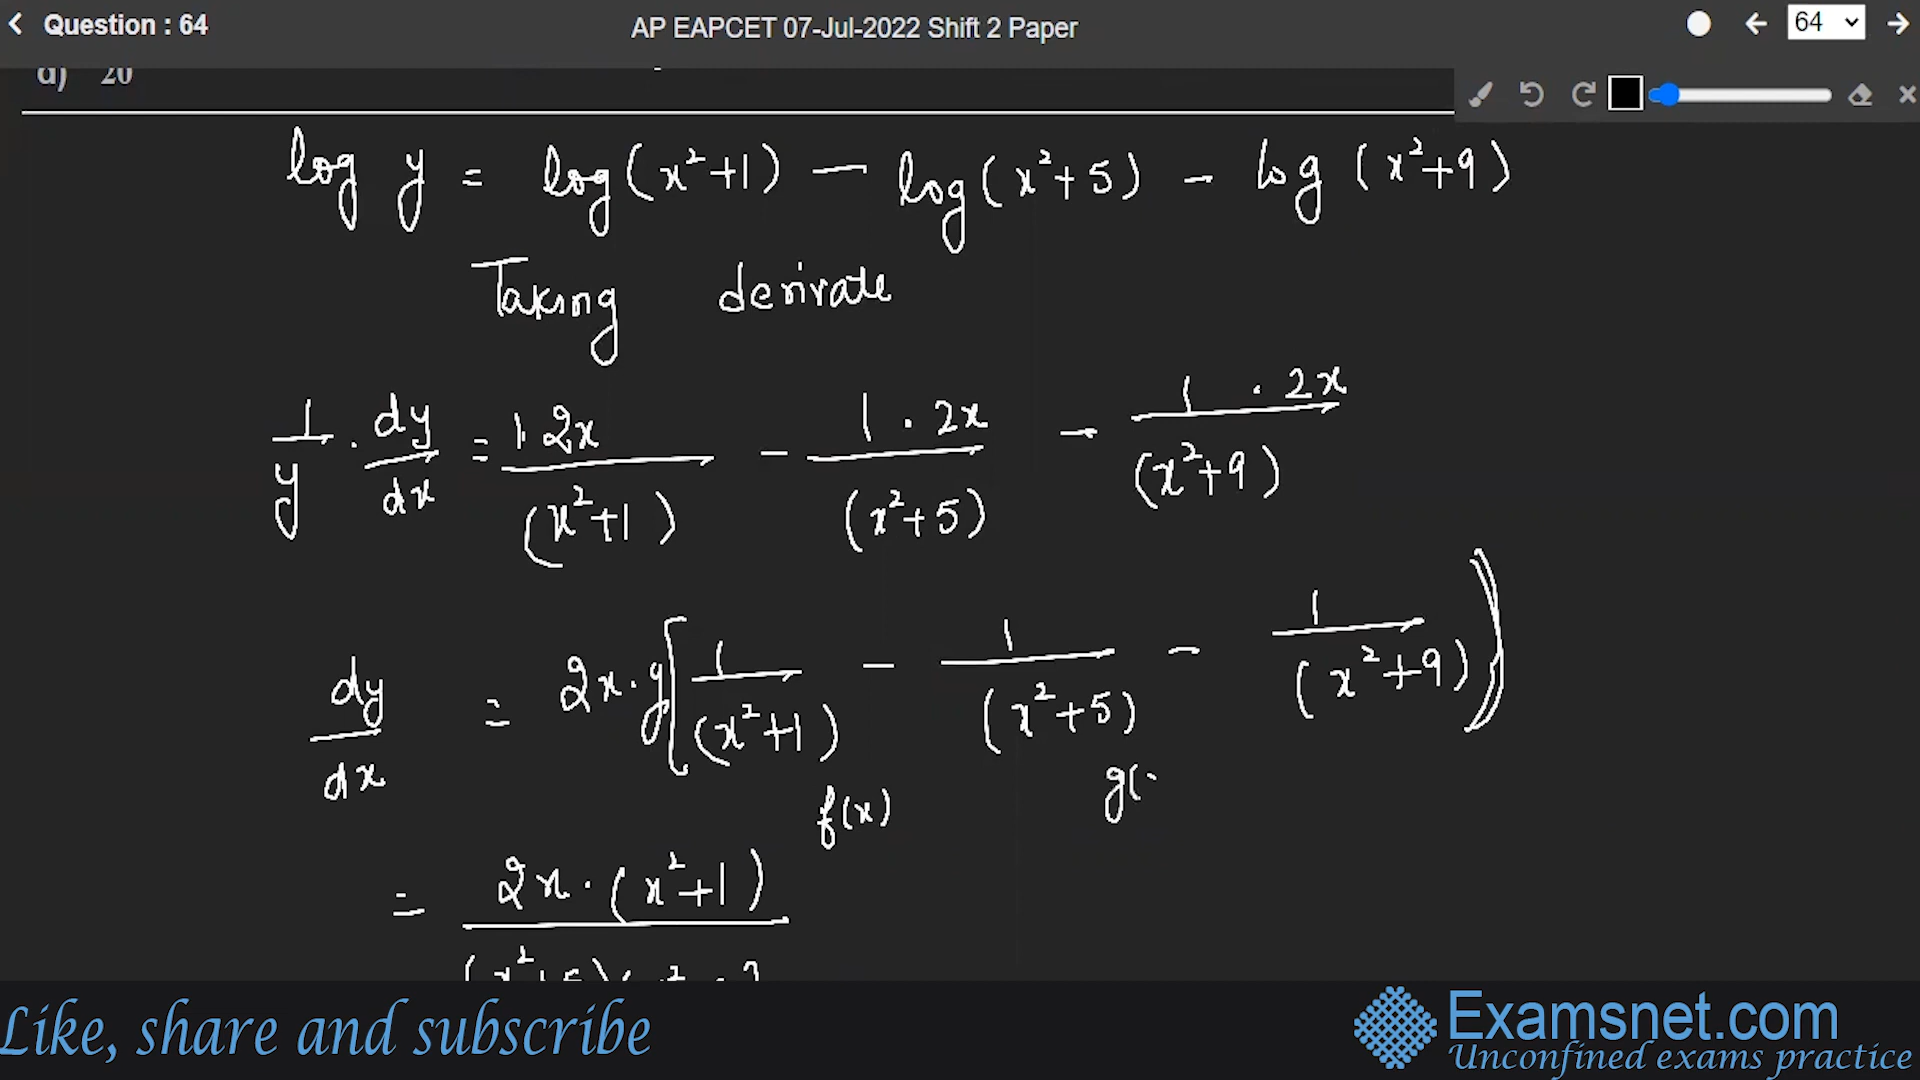 Question : 64
AP EAPCET 07-Jul-2022 Shift 2 Paper
64
d) 20
log y = log(x²+1) - log(x²+5) - log(x²+9)
Taking derivate
1/y · dy/dx = 1·2x/(x²+1) - 1·2x/(x²+5) - 1·2x/(x²+9)
dy/dx = 2x·y[1/(x²+1) - 1/(x²+5) - 1/(x²+9)]
f(x) g(
= 2x·(x²+1)
Like, share and subscribe
Examsnet.com
Unconfined exams practice